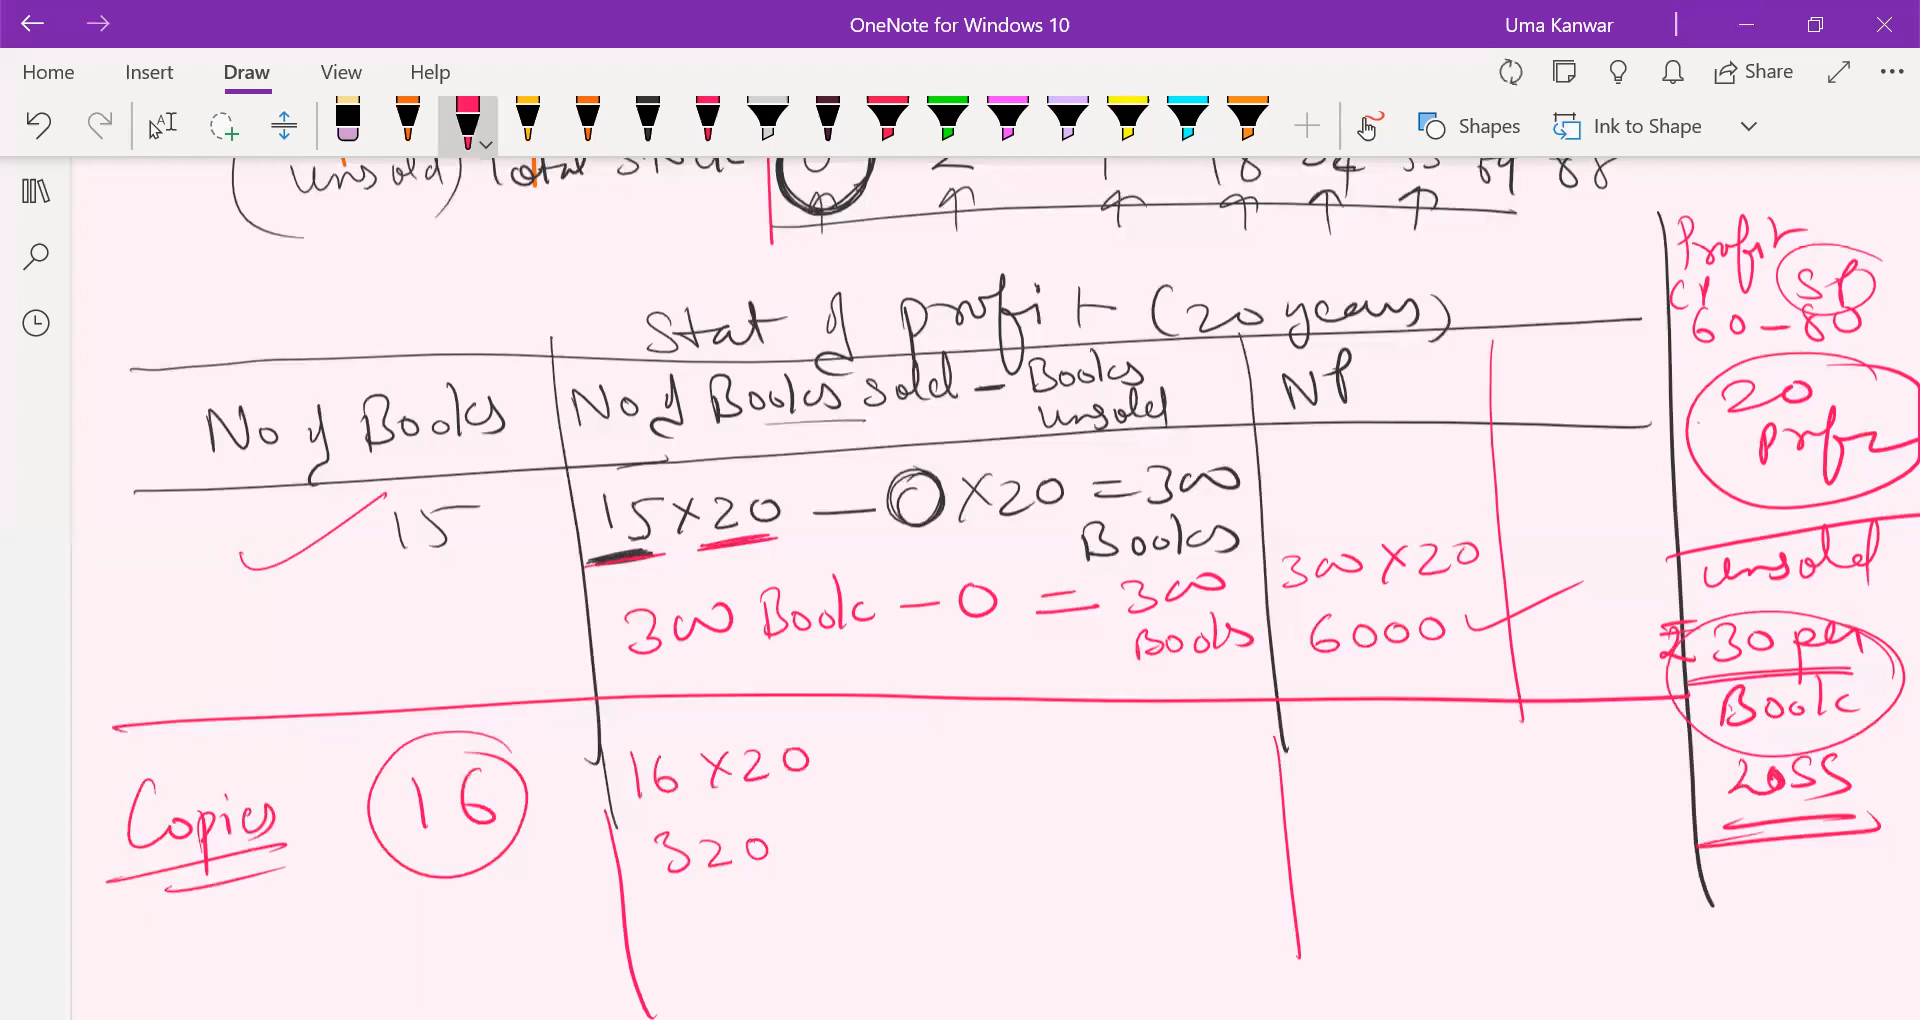 OneNote for Windows 10
Uma Kanwar
Home Insert Draw View Help
Share
Shapes Ink to Shape
unsold)
Stat of profit (20 years)
No of Books
No of Books sold - Books unsold
NP
15
15 x 20 - 0 x 20 = 300 Books
300 Book - 0 = 300 Books
300 x 20
6000
Copies 16
16 x 20
320
Profit
SP
60-80
20
unsold
₹ 30 per
Book
Loss